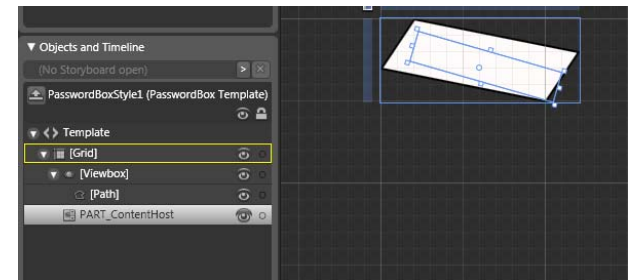 Objects and Timeline
(No Storyboard open)
PasswordBoxStyle1 (PasswordBox Template)
Template
[Grid]
[Viewbox]
[Path]
PART_ContentHost